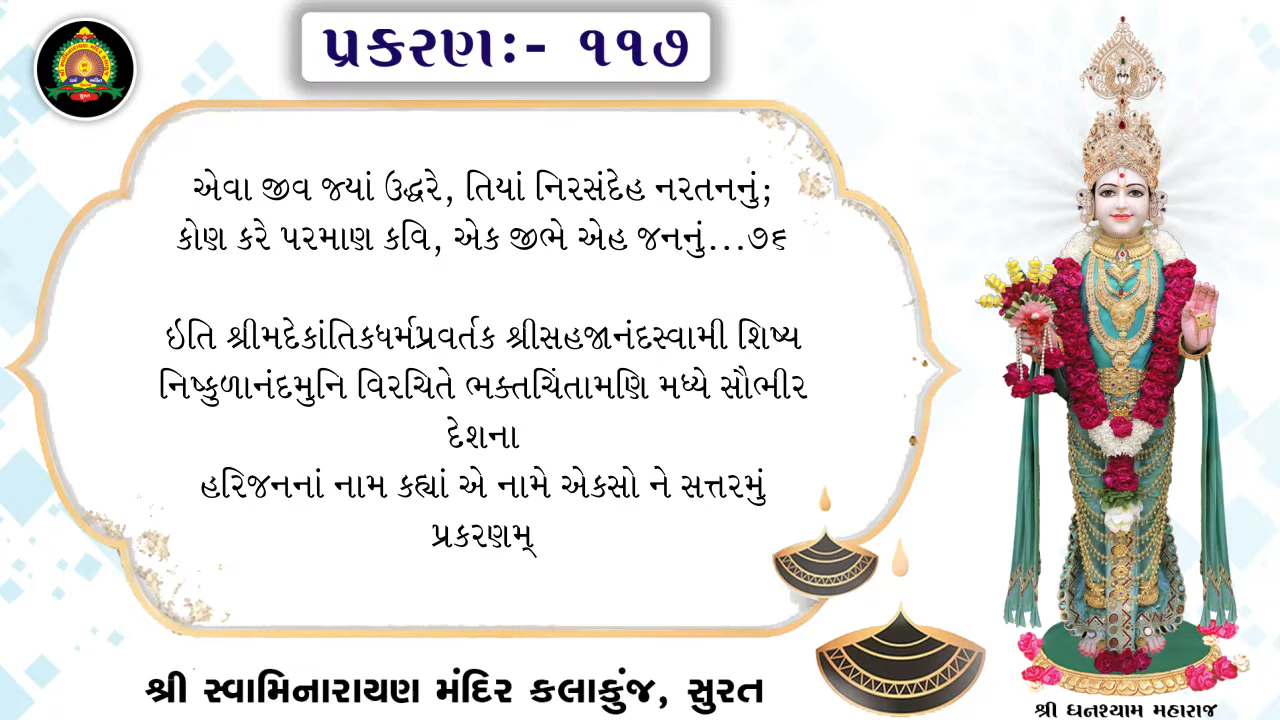 પ્રકરણઃ- ૧૧૭
એવા જીવ જ્યાં ઉદ્ધરે, તિયાં નિરસંદેહ નરતનનું;
કોણ કરે પરમાણ કવિ, એક જીભે એહ જનનું...૭૬
ઇતિ શ્રીમદેકાંતિકધર્મપ્રવર્તક શ્રીસહજાનંદસ્વામી શિષ્ય
નિષ્કુળાનંદમુનિ વિરચિતે ભક્તચિંતામણિ મધ્યે સૌભીર
દેશના
હરિજનનાં નામ કહ્યાં એ નામે એકસો ને સત્તરમું
પ્રકરણમ્
શ્રી સ્વામિનારાયણ મંદિર કલાકુંજ, સુરત
શ્રી ઘનશ્યામ મહારાજ
સુરત